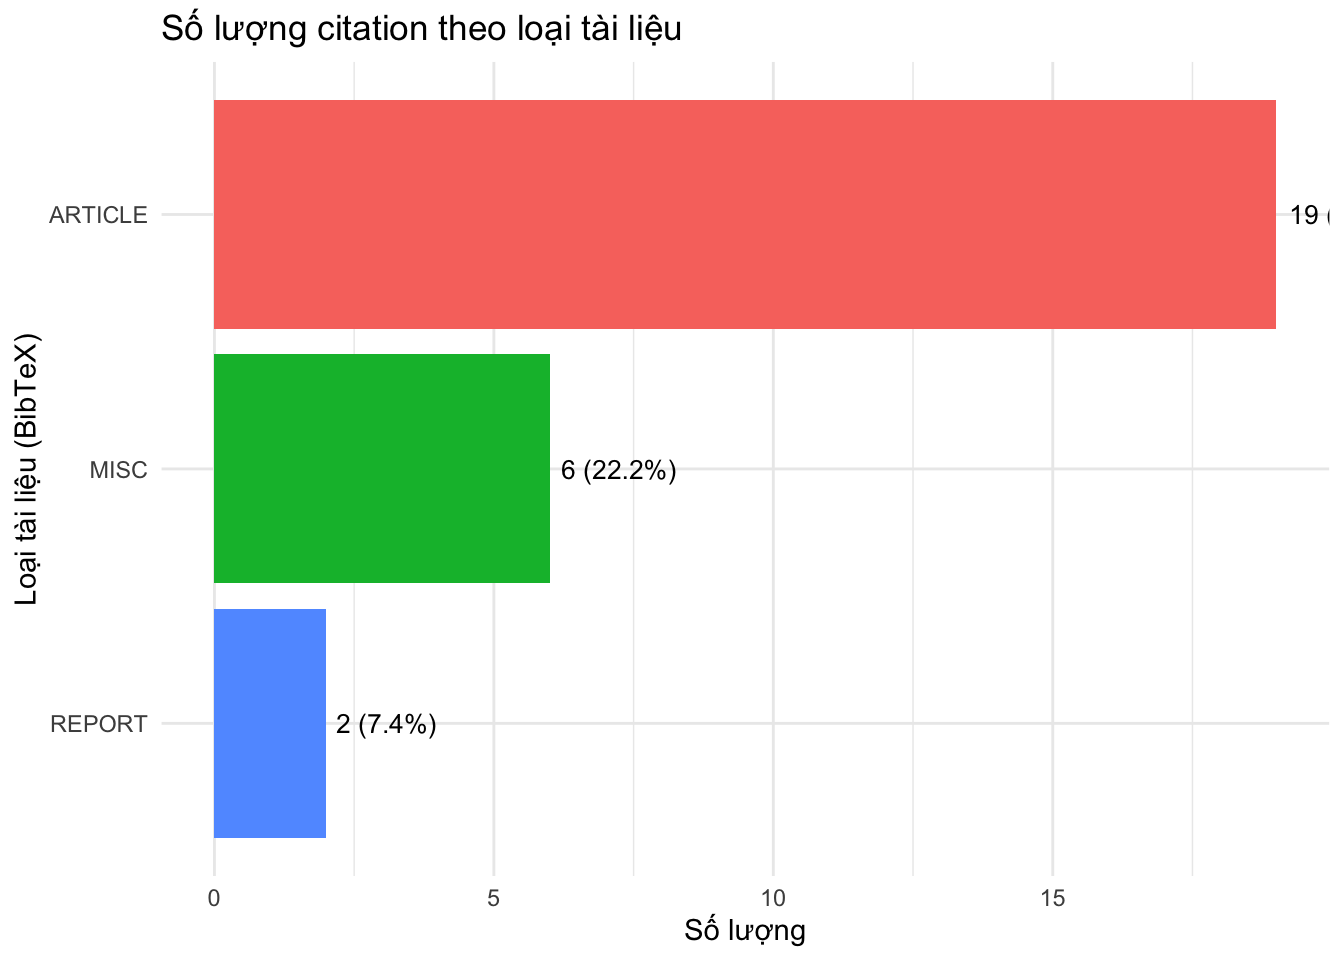 Số lượng citation theo loại tài liệu
ARTICLE
19 (
MISC
6 (22.2%)
REPORT
2 (7.4%)
Loại tài liệu (BibTeX)
0 5 10 15
Số lượng